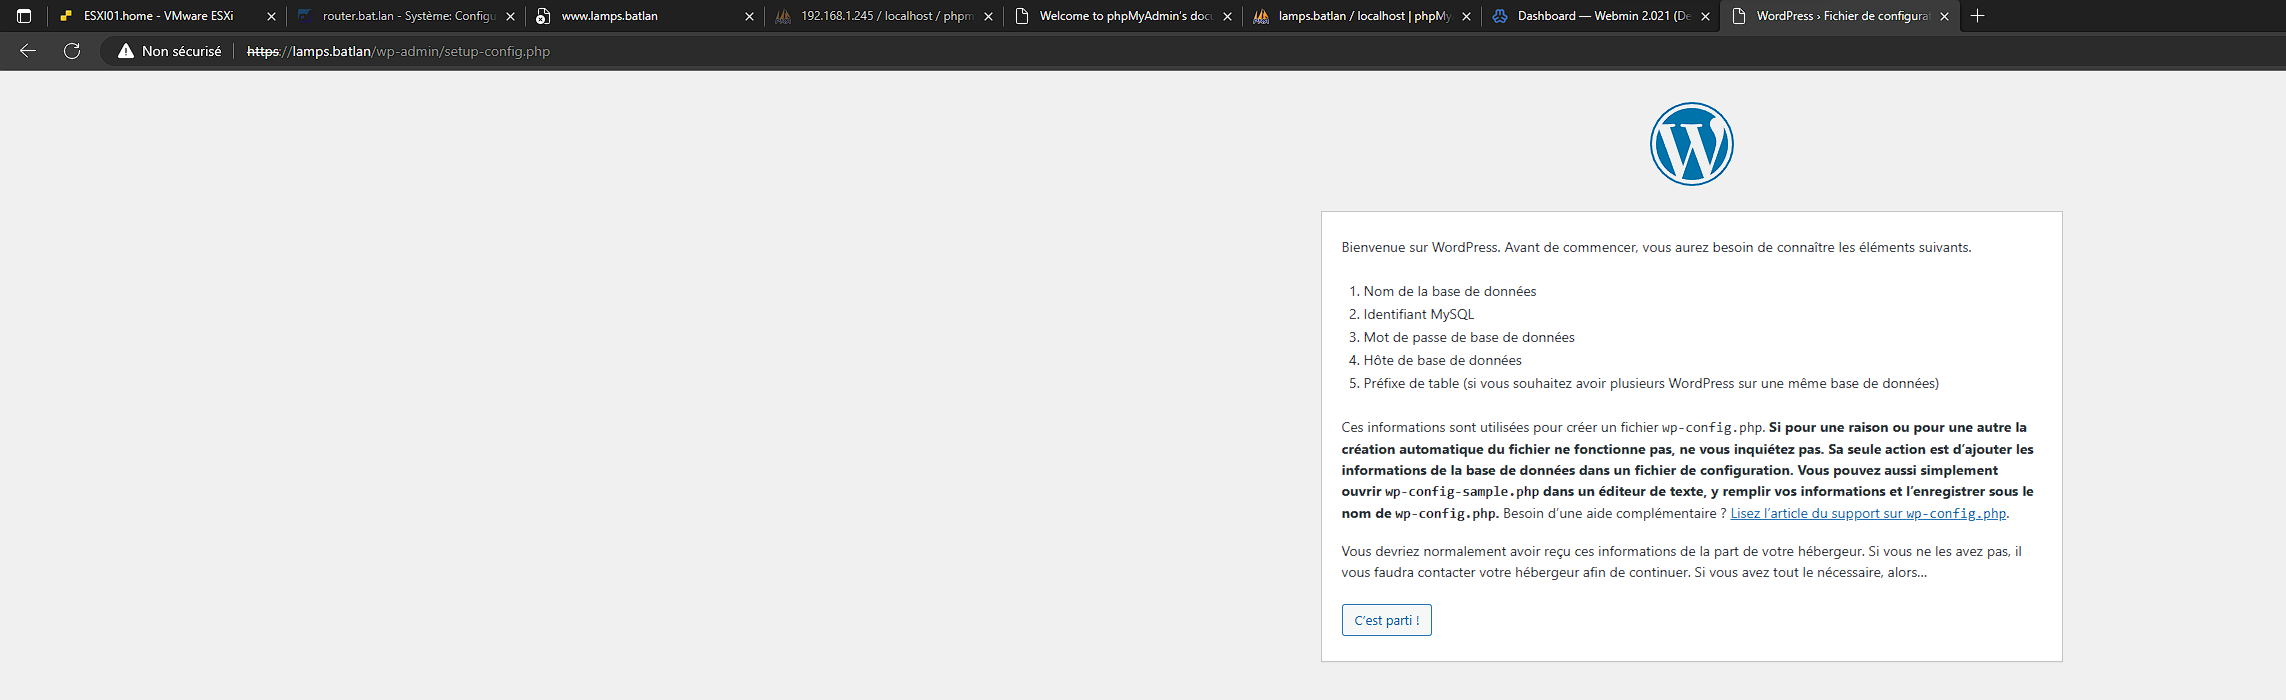 ESXI01.home - VMware ESXi
router.bat.lan - Système: Configu
www.lamps.batlan
192.168.1.245 / localhost / phpm
Welcome to phpMyAdmin's docu
lamps.batlan / localhost | phpMy
Dashboard — Webmin 2.021 (De
WordPress › Fichier de configurat
Non sécurisé
https://lamps.batlan/wp-admin/setup-config.php
Bienvenue sur WordPress. Avant de commencer, vous aurez besoin de connaître les éléments suivants.
1. Nom de la base de données
2. Identifiant MySQL
3. Mot de passe de base de données
4. Hôte de base de données
5. Préfixe de table (si vous souhaitez avoir plusieurs WordPress sur une même base de données)
Ces informations sont utilisées pour créer un fichier wp-config.php. Si pour une raison ou pour une autre la
création automatique du fichier ne fonctionne pas, ne vous inquiétez pas. Sa seule action est d’ajouter les
informations de la base de données dans un fichier de configuration. Vous pouvez aussi simplement
ouvrir wp-config-sample.php dans un éditeur de texte, y remplir vos informations et l’enregistrer sous le
nom de wp-config.php. Besoin d’une aide complémentaire ? Lisez l’article du support sur wp-config.php.
Vous devriez normalement avoir reçu ces informations de la part de votre hébergeur. Si vous ne les avez pas, il
vous faudra contacter votre hébergeur afin de continuer. Si vous avez tout le nécessaire, alors…
C’est parti !